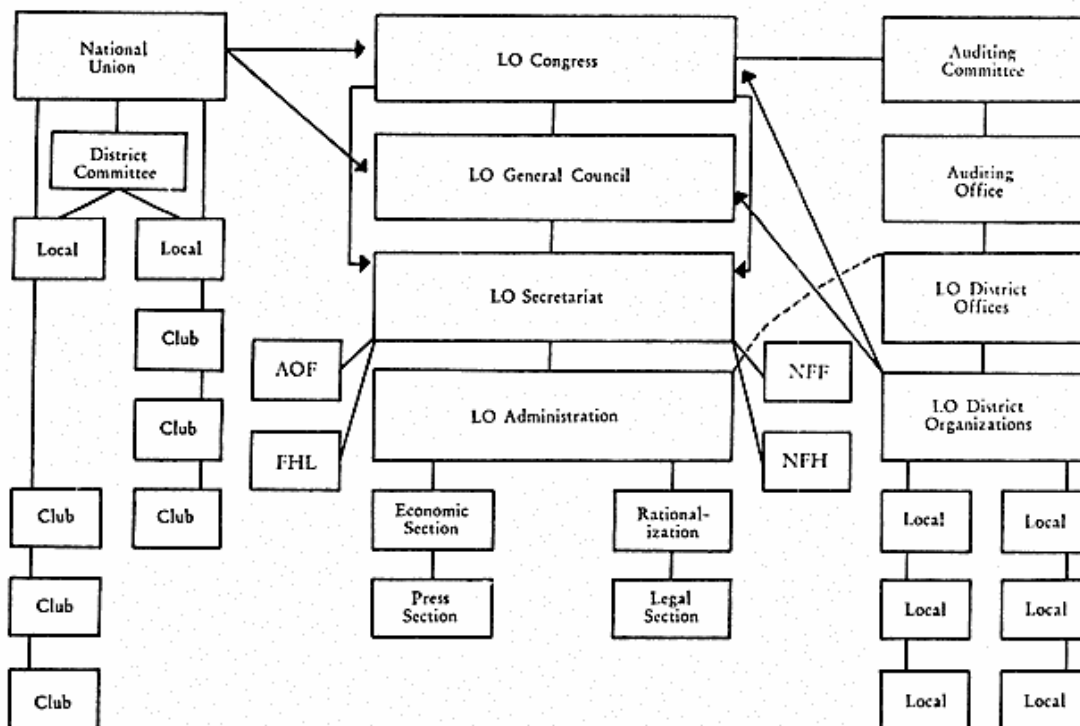 National
Union
LO Congress
Auditing
Committee
District
Committee
LO General Council
Auditing
Office
Local
Local
LO Secretariat
LO District
Offices
Club
AOF
NFF
LO Administration
LO District
Organizations
Club
FHL
NFH
Club
Club
Economic
Section
Rational-
ization
Local
Local
Club
Press
Section
Legal
Section
Local
Local
Club
Local
Local